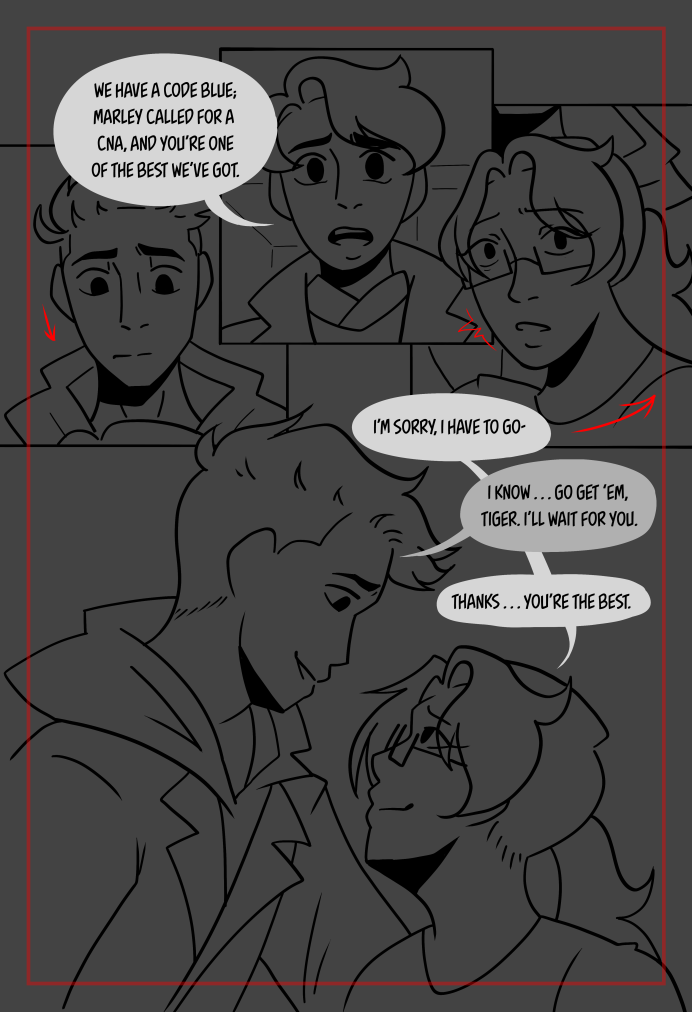 WE HAVE A CODE BLUE;
MARLEY CALLED FOR A
CNA, AND YOU'RE ONE
OF THE BEST WE'VE GOT.
I'M SORRY, I HAVE TO GO-
I KNOW . . . GO GET 'EM,
TIGER. I'LL WAIT FOR YOU.
THANKS . . . YOU'RE THE BEST.